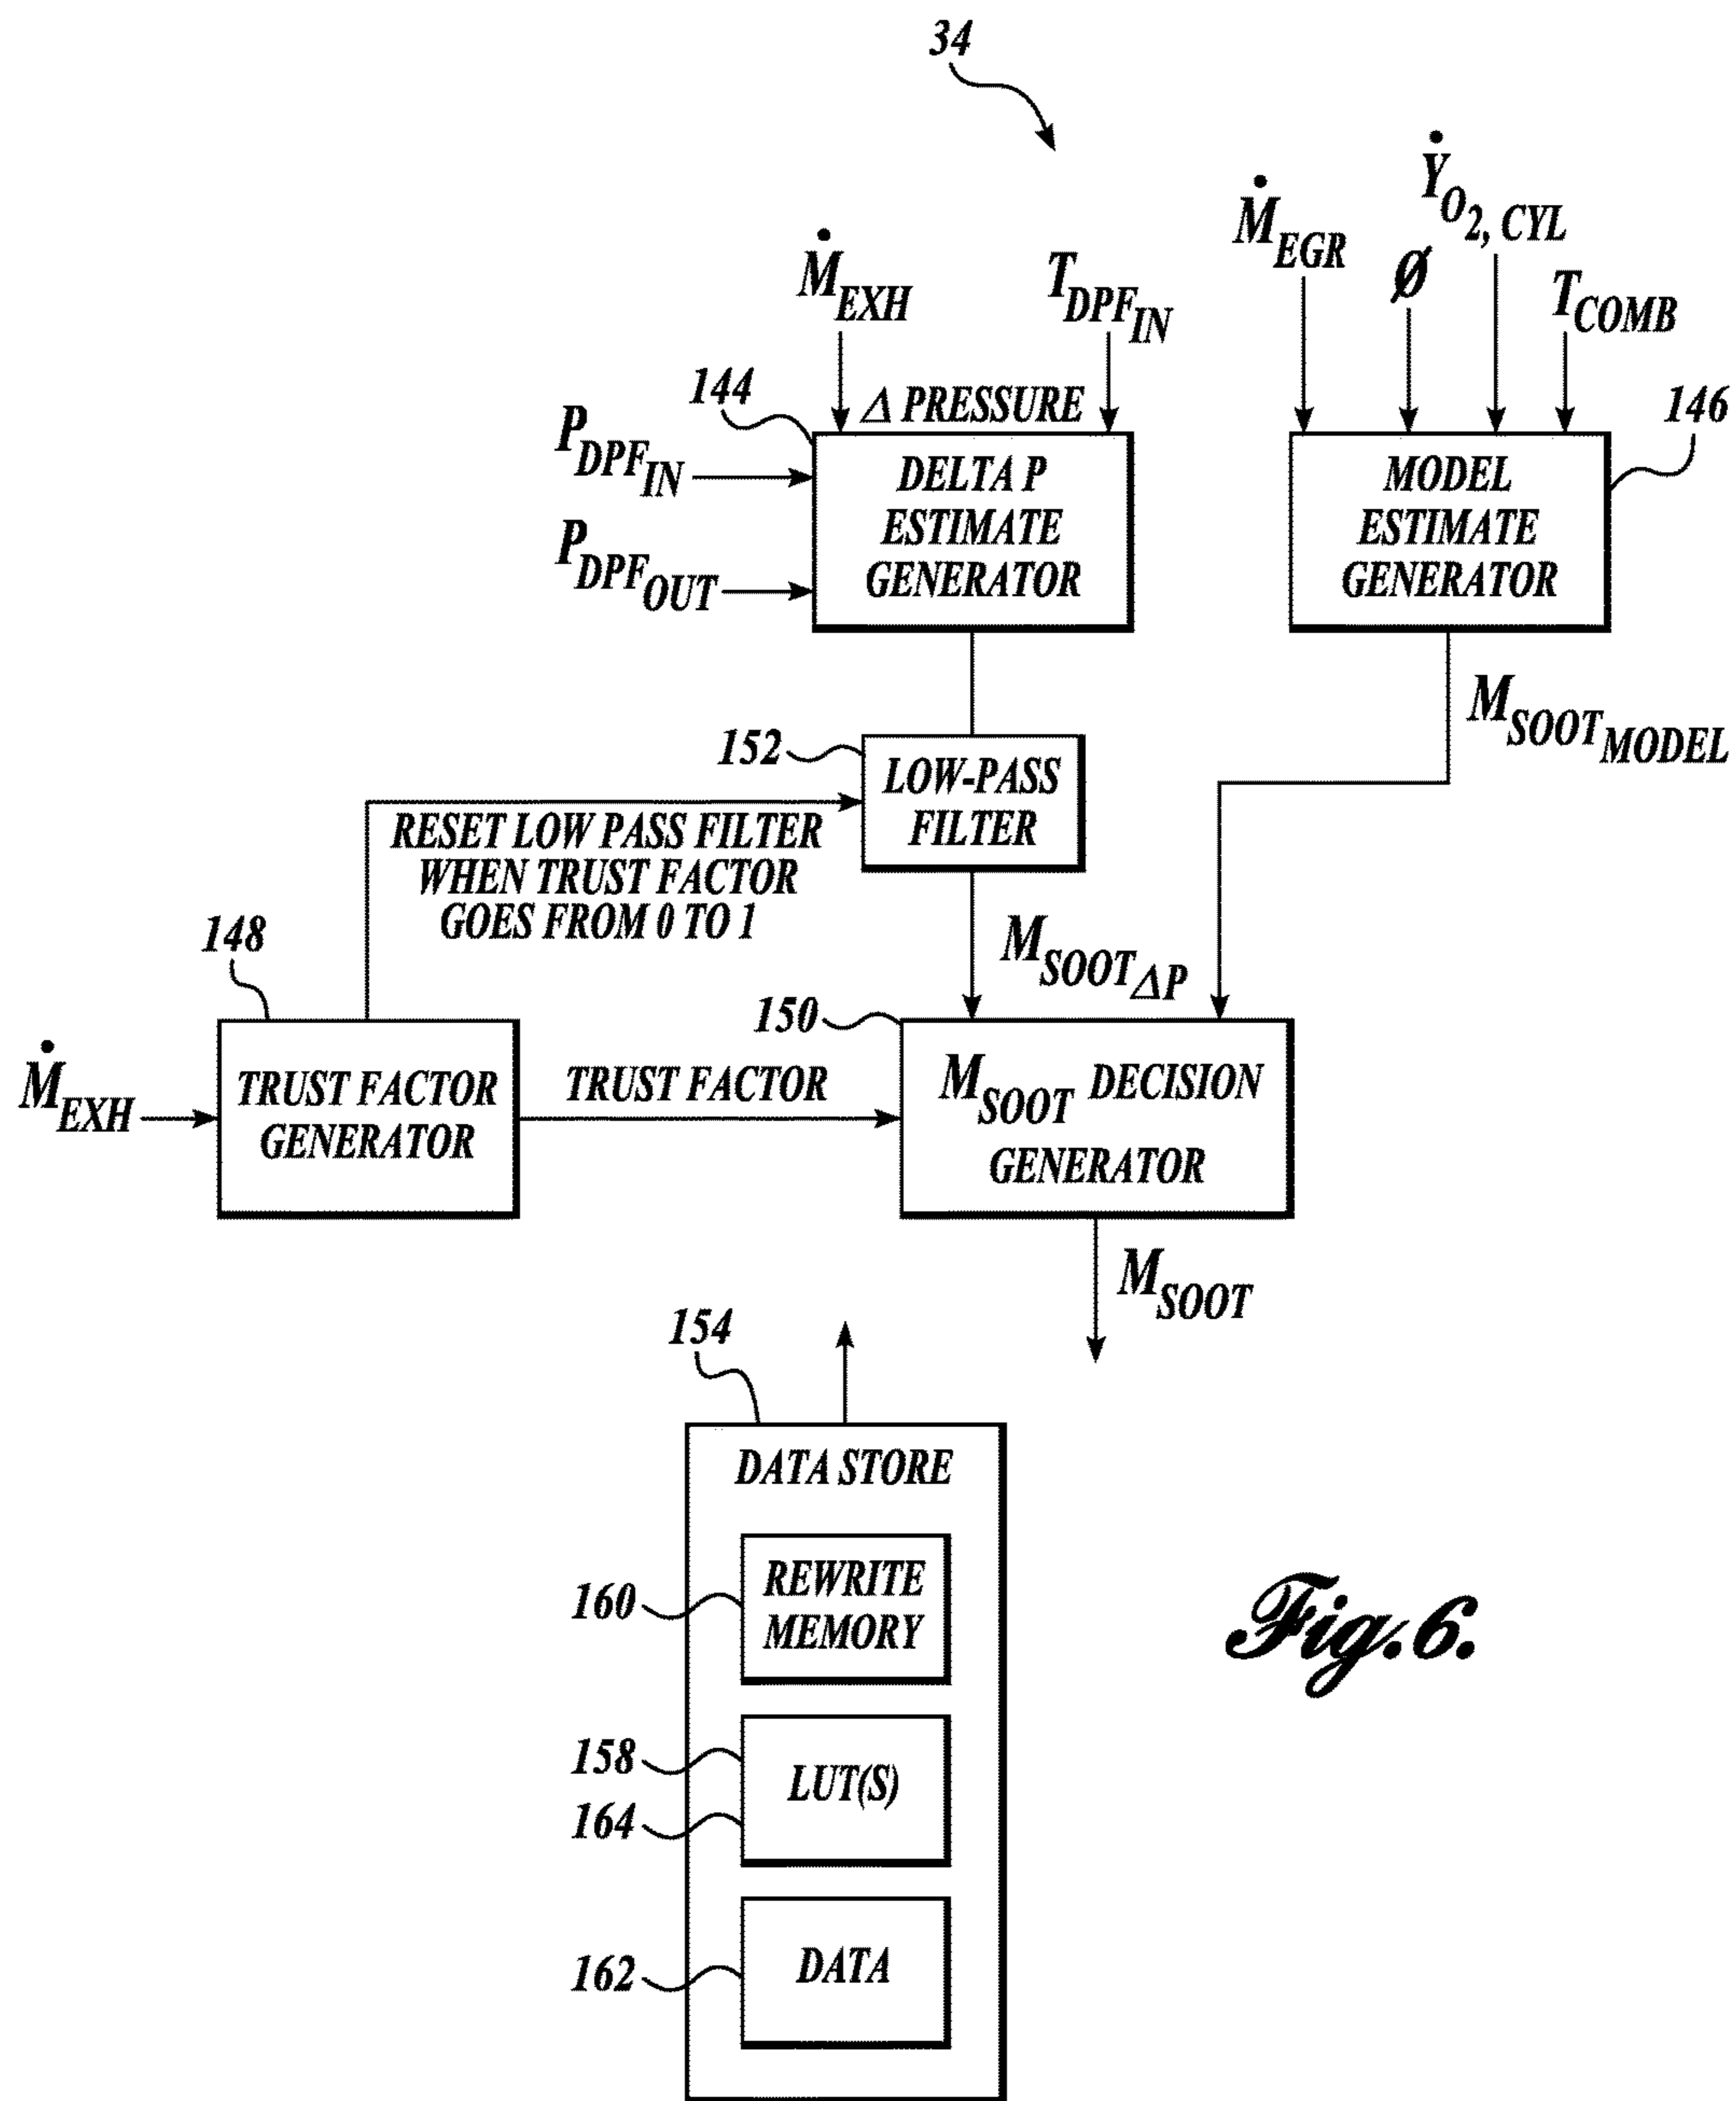 34
Ẏ_O2, CYL
Ṁ_EGR
Ø
T_COMB
Ṁ_EXH
T_DPF_IN
144
Δ PRESSURE
146
P_DPF_IN
P_DPF_OUT
DELTA P
ESTIMATE
GENERATOR
MODEL
ESTIMATE
GENERATOR
M_SOOT_MODEL
152
LOW-PASS
FILTER
RESET LOW PASS FILTER
WHEN TRUST FACTOR
GOES FROM 0 TO 1
148
M_SOOT_ΔP
150
Ṁ_EXH
TRUST FACTOR
GENERATOR
TRUST FACTOR
M_SOOT DECISION
GENERATOR
M_SOOT
154
DATA STORE
160
REWRITE
MEMORY
158
LUT(S)
164
162
DATA
Fig.6.